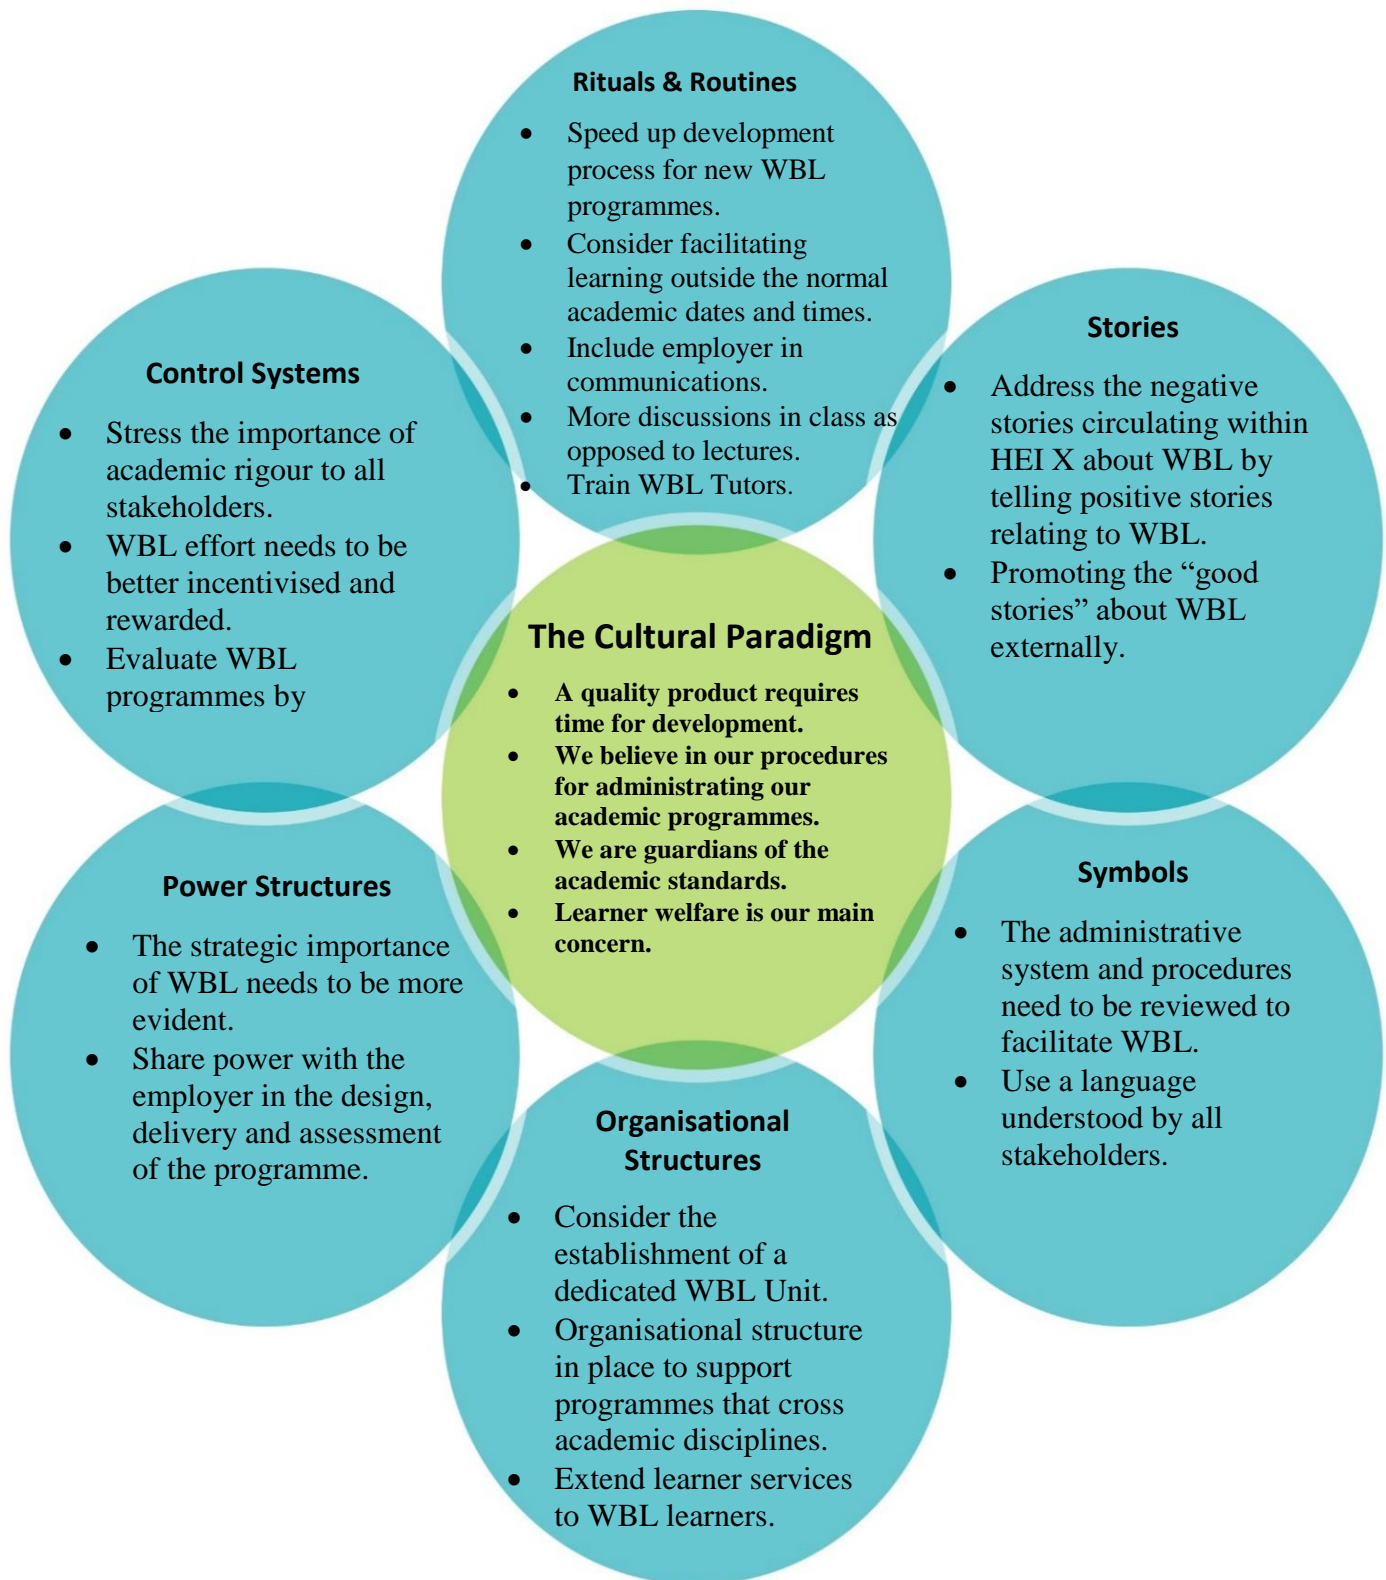 Rituals & Routines
• Speed up development
process for new WBL
programmes.
• Consider facilitating
learning outside the normal
academic dates and times.
• Include employer in
communications.
• More discussions in class as
opposed to lectures.
• Train WBL Tutors.
Stories
• Address the negative
stories circulating within
HEI X about WBL by
telling positive stories
relating to WBL.
• Promoting the “good
stories” about WBL
externally.
Control Systems
• Stress the importance of
academic rigour to all
stakeholders.
• WBL effort needs to be
better incentivised and
rewarded.
• Evaluate WBL
programmes by
The Cultural Paradigm
• A quality product requires
time for development.
• We believe in our procedures
for administrating our
academic programmes.
• We are guardians of the
academic standards.
• Learner welfare is our main
concern.
Power Structures
• The strategic importance
of WBL needs to be more
evident.
• Share power with the
employer in the design,
delivery and assessment
of the programme.
Symbols
• The administrative
system and procedures
need to be reviewed to
facilitate WBL.
• Use a language
understood by all
stakeholders.
Organisational
Structures
• Consider the
establishment of a
dedicated WBL Unit.
• Organisational structure
in place to support
programmes that cross
academic disciplines.
• Extend learner services
to WBL learners.